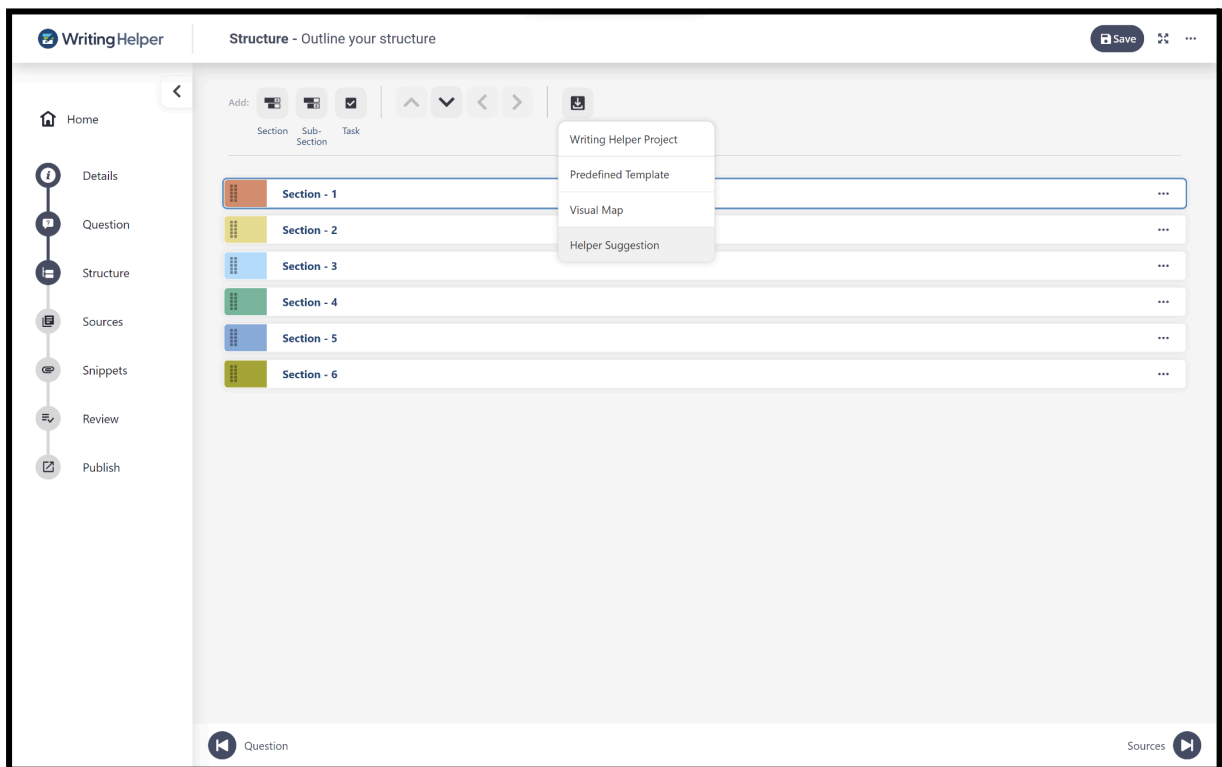 Writing Helper
Structure - Outline your structure
Save
Home
Details
Question
Structure
Sources
Snippets
Review
Publish
Add:
Section
Sub-
Section
Task
Writing Helper Project
Predefined Template
Visual Map
Helper Suggestion
Section - 1
Section - 2
Section - 3
Section - 4
Section - 5
Section - 6
Question
Sources